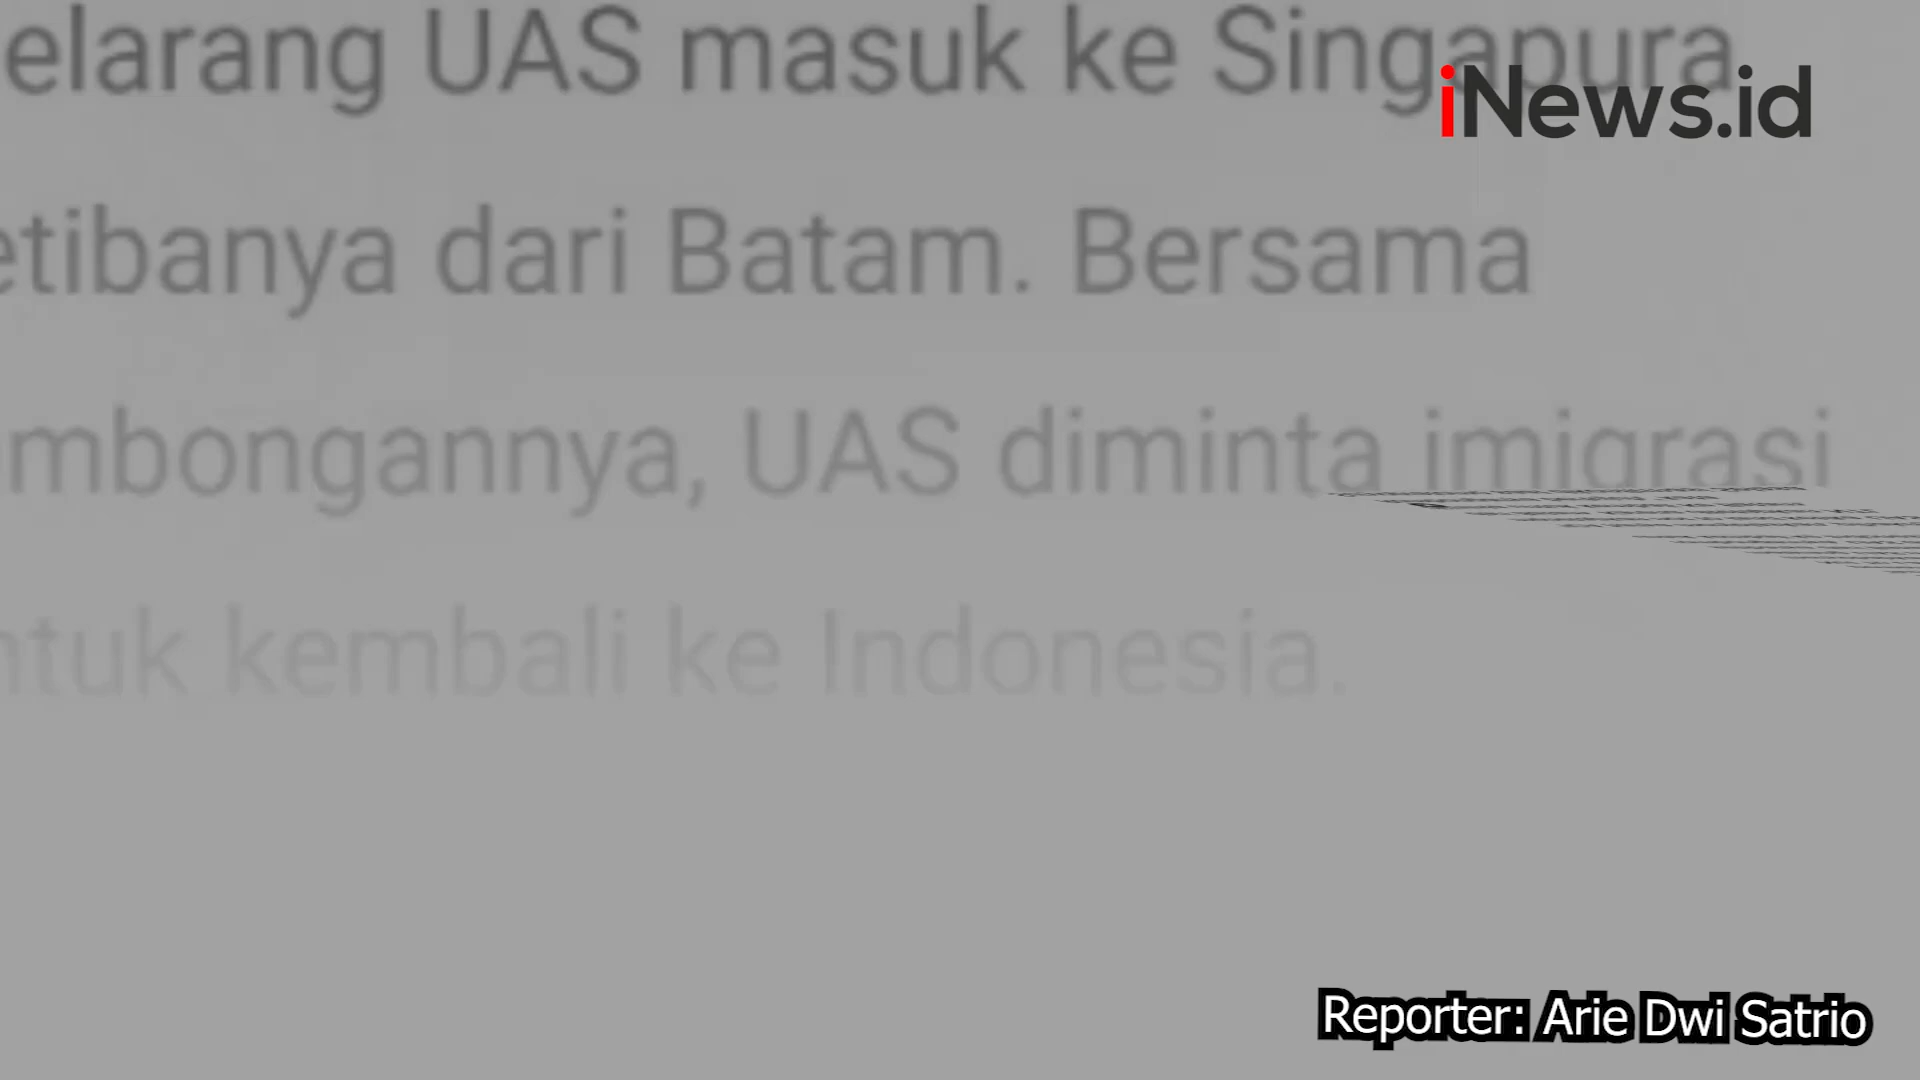 elarang UAS masuk ke Singapura
iNews.id
etibanya dari Batam. Bersama
ombongannya, UAS diminta imigrasi
ntuk kembali ke Indonesia.
Reporter: Arie Dwi Satrio